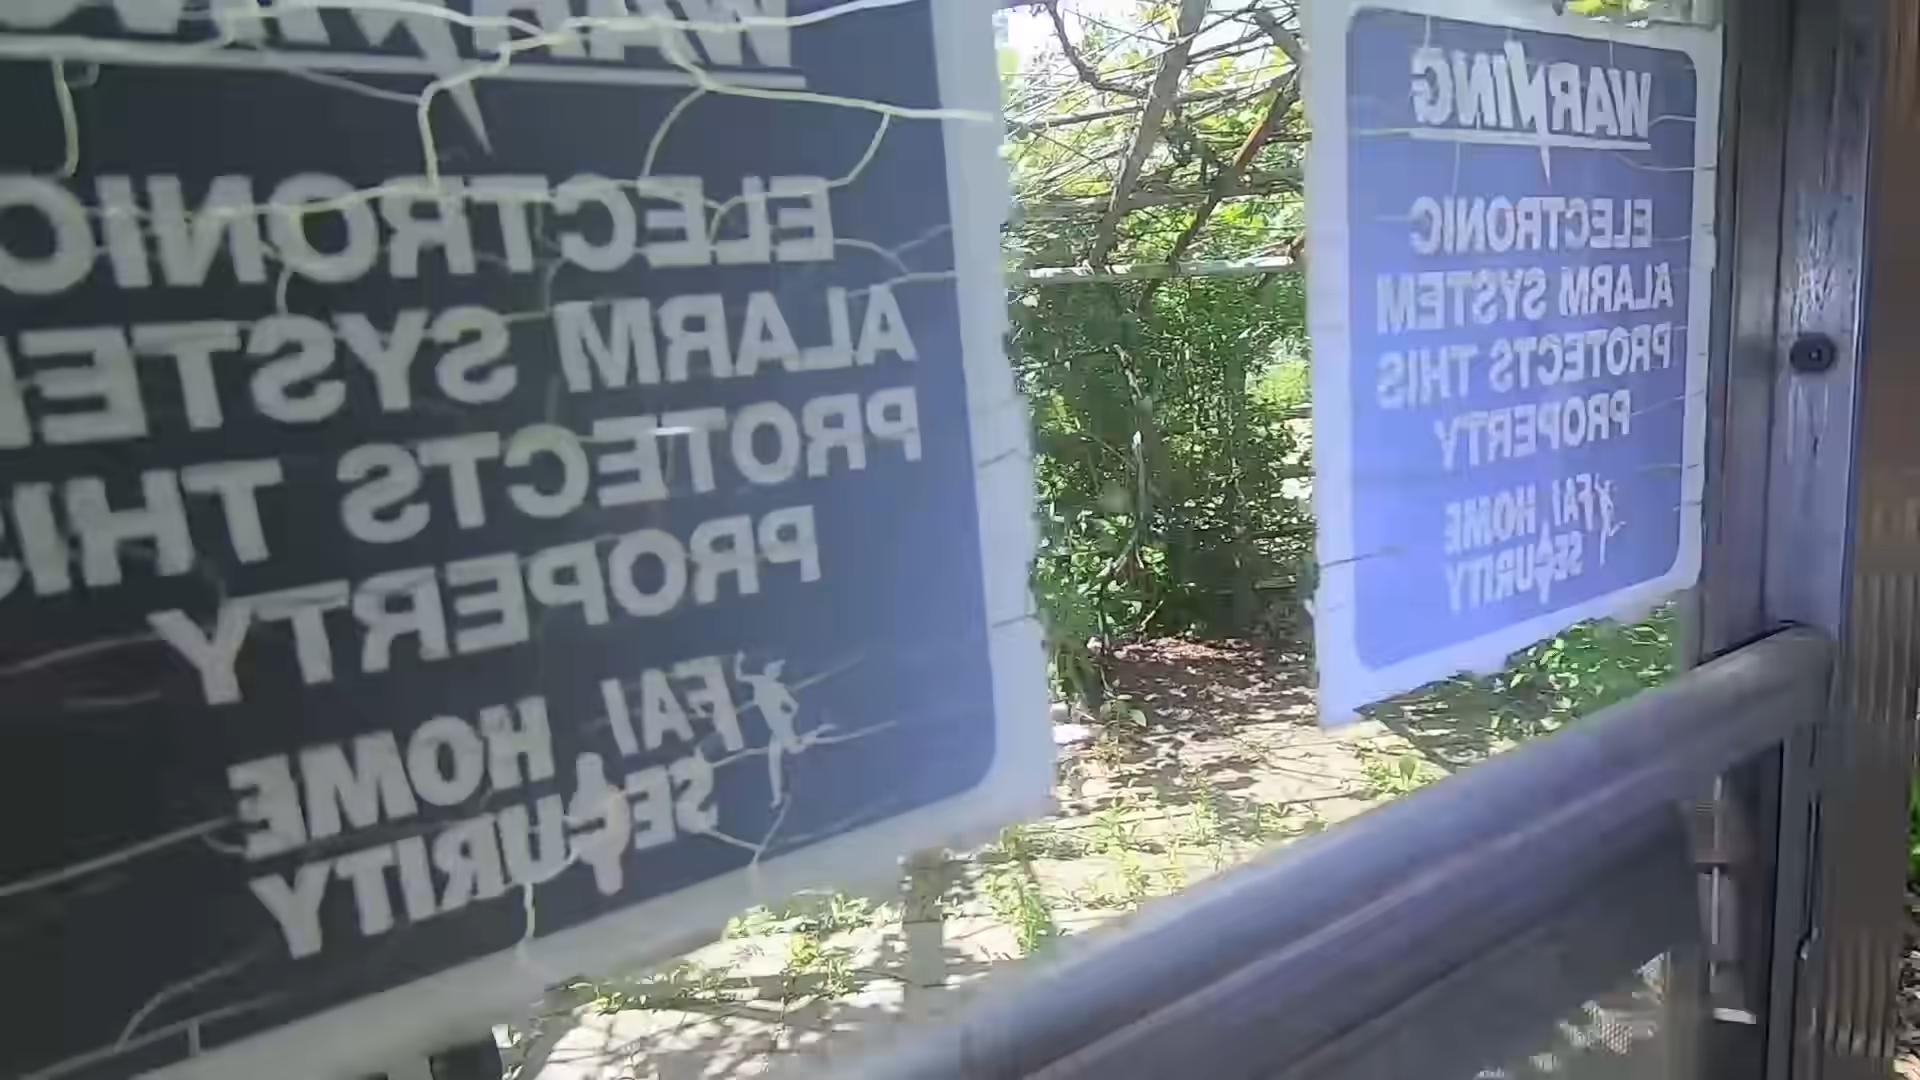 WARNING
ELECTRONIC
ALARM SYSTEM
PROTECTS THIS
PROPERTY
FAI HOME
SECURITY
WARNING
ELECTRONIC
ALARM SYSTEM
PROTECTS THIS
PROPERTY
FAI HOME
SECURITY